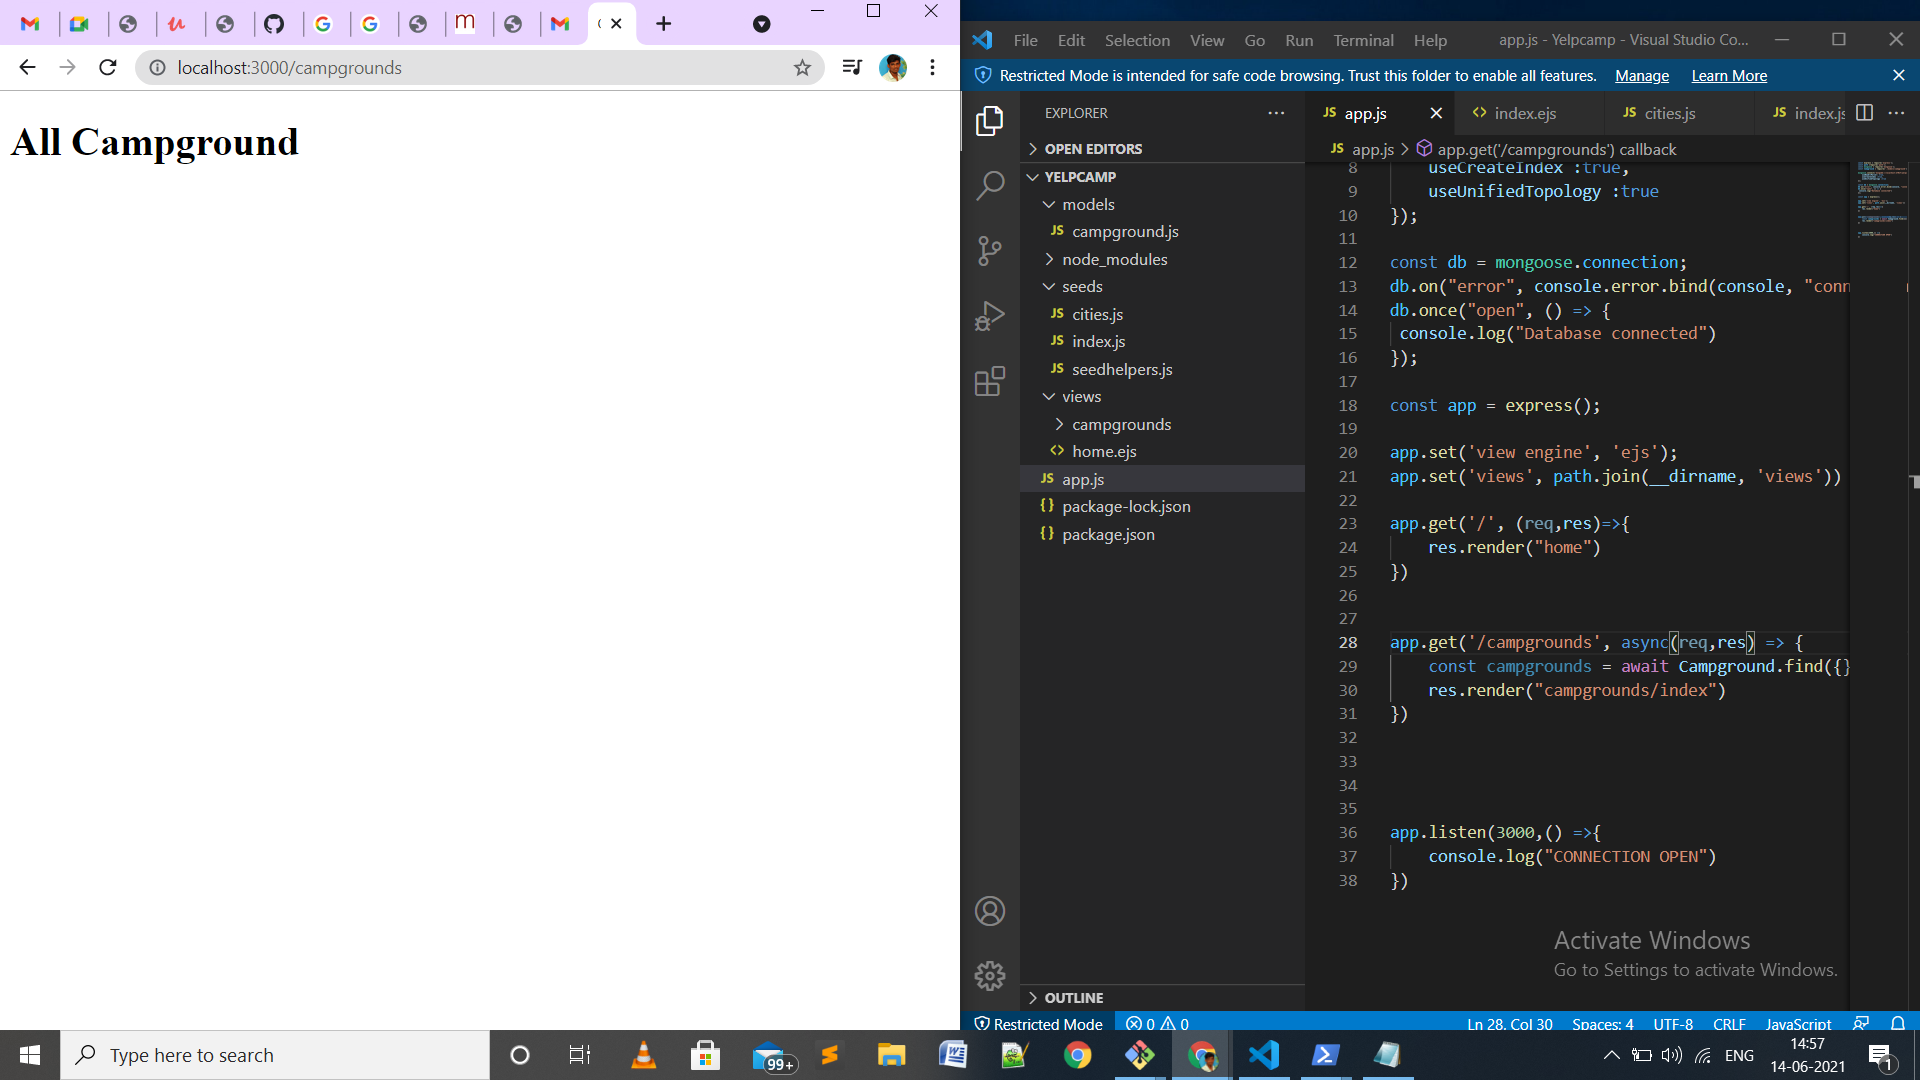 localhost:3000/campgrounds
All Campground
File Edit Selection View Go Run Terminal Help app.js - Yelpcamp - Visual Studio Co...
Restricted Mode is intended for safe code browsing. Trust this folder to enable all features. Manage Learn More
EXPLORER
OPEN EDITORS
YELPCAMP
models
JS campground.js
node_modules
seeds
JS cities.js
JS index.js
JS seedhelpers.js
views
campgrounds
<> home.ejs
JS app.js
{} package-lock.json
{} package.json
OUTLINE
JS app.js <> index.ejs JS cities.js JS index.js
JS app.js > app.get('/campgrounds') callback
8 useCreateIndex :true,
9 useUnifiedTopology :true
10 });
11
12 const db = mongoose.connection;
13 db.on("error", console.error.bind(console, "conn
14 db.once("open", () => {
15 console.log("Database connected")
16 });
17
18 const app = express();
19
20 app.set('view engine', 'ejs');
21 app.set('views', path.join(__dirname, 'views'))
22
23 app.get('/', (req,res)=>{
24 res.render("home")
25 })
26
27
28 app.get('/campgrounds', async(req,res) => {
29 const campgrounds = await Campground.find({}
30 res.render("campgrounds/index")
31 })
32
33
34
35
36 app.listen(3000,() =>{
37 console.log("CONNECTION OPEN")
38 })
Activate Windows
Go to Settings to activate Windows.
Restricted Mode 0 0 Ln 28, Col 30 Spaces: 4 UTF-8 CRLF JavaScript
Type here to search
99+
ENG
14:57
14-06-2021
1